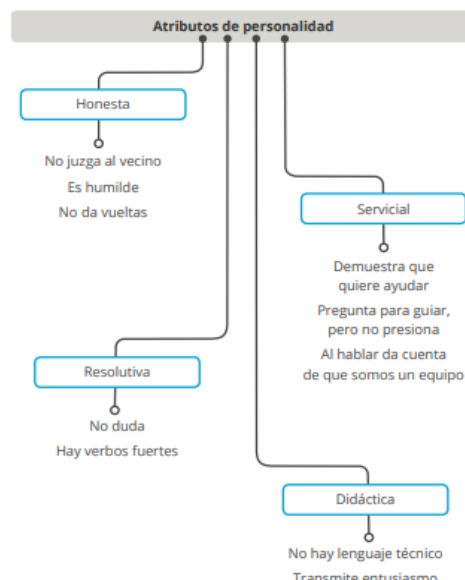 Atributos de personalidad
Honesta
No juzga al vecino
Es humilde
No da vueltas
Servicial
Demuestra que
quiere ayudar
Pregunta para guiar,
pero no presiona
Al hablar da cuenta
de que somos un equipo
Resolutiva
No duda
Hay verbos fuertes
Didáctica
No hay lenguaje técnico
Transmite entusiasmo